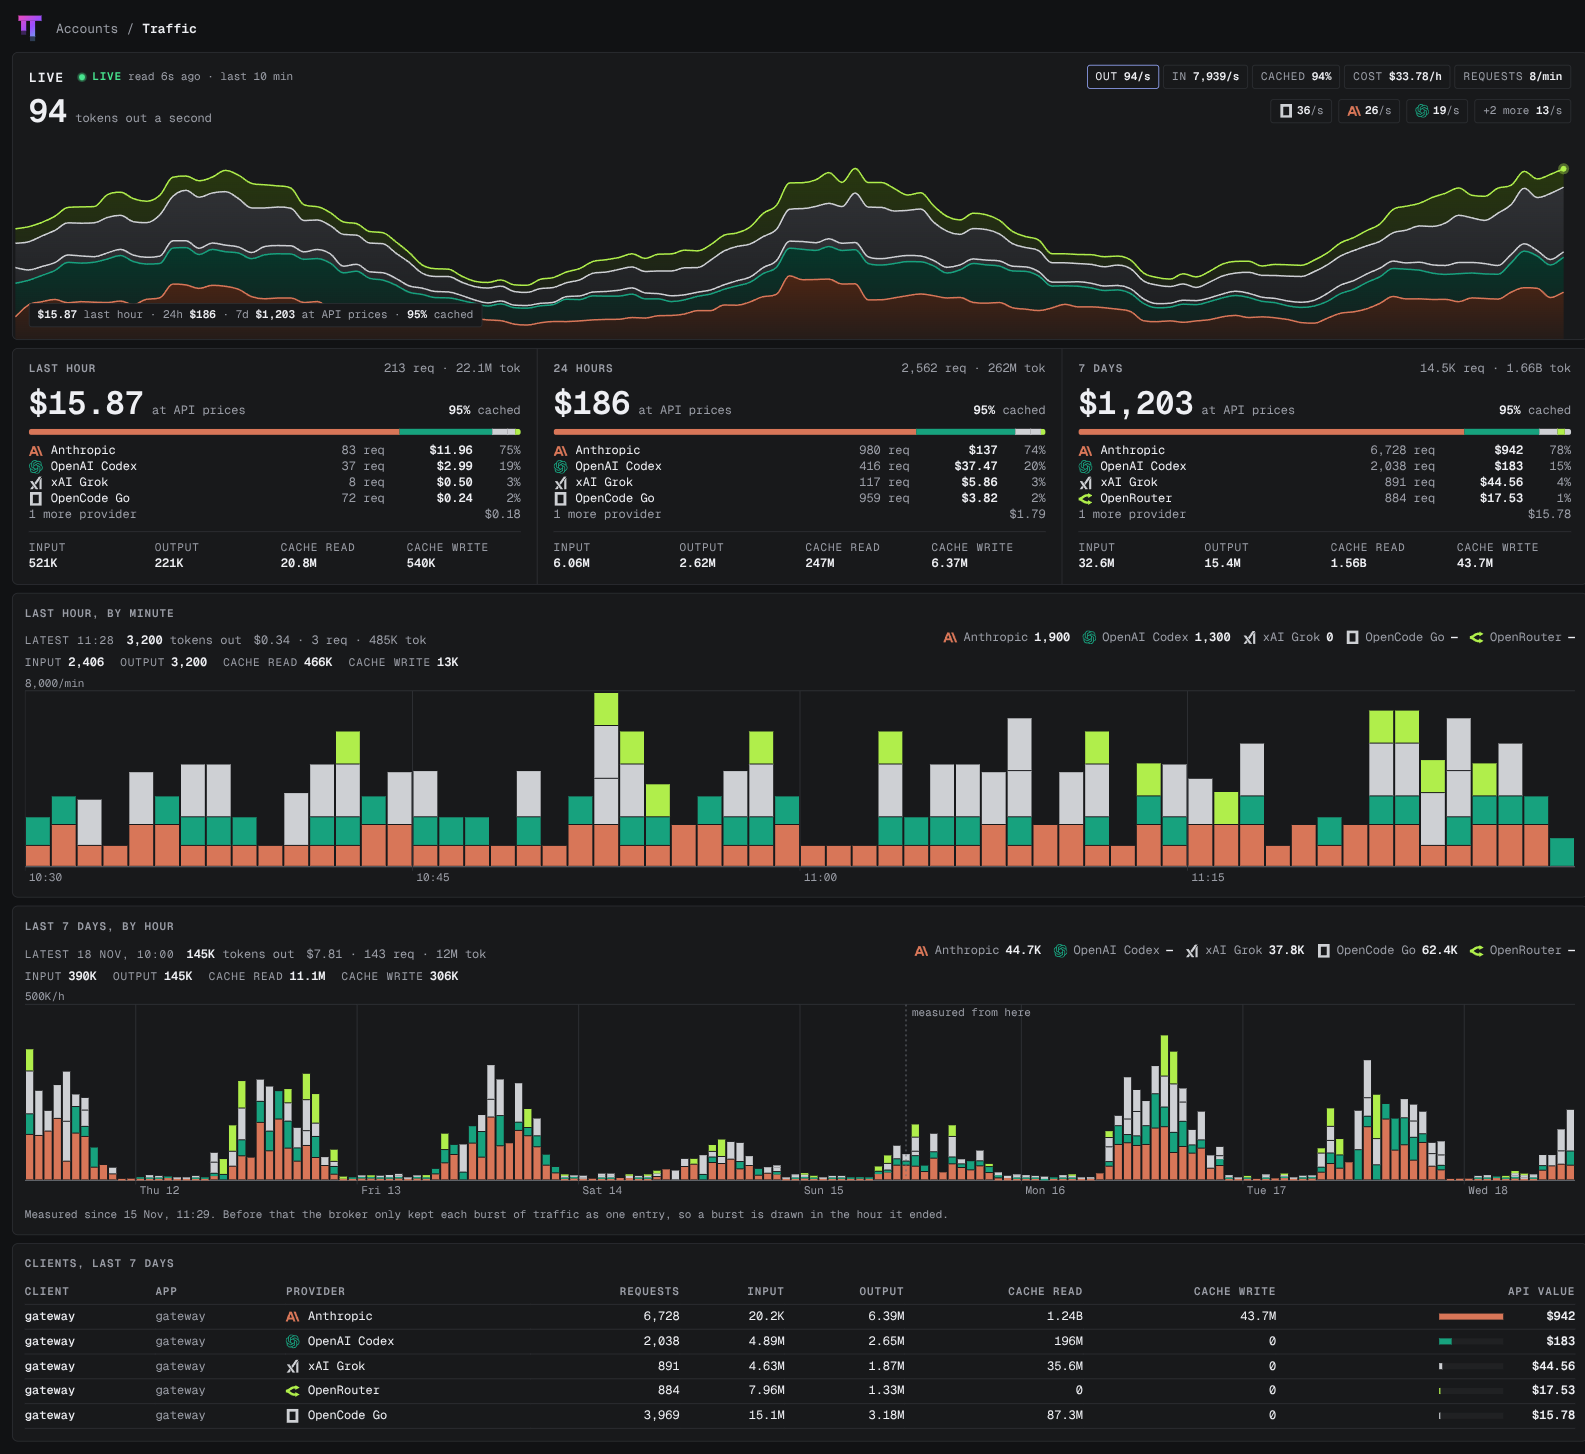 Accounts / Traffic
LIVE LIVE read 6s ago · last 10 min
OUT 94/s IN 7,939/s CACHED 94% COST $33.78/h REQUESTS 8/min
94 tokens out a second
36/s 26/s 19/s +2 more 13/s
$15.87 last hour · 24h $186 · 7d $1,203 at API prices · 95% cached
LAST HOUR 213 req · 22.1M tok
$15.87 at API prices 95% cached
Anthropic 83 req $11.96 75%
OpenAI Codex 37 req $2.99 19%
xAI Grok 8 req $0.50 3%
OpenCode Go 72 req $0.24 2%
1 more provider $0.18
INPUT OUTPUT CACHE READ CACHE WRITE
521K 221K 20.8M 540K
24 HOURS 2,562 req · 262M tok
$186 at API prices 95% cached
Anthropic 980 req $137 74%
OpenAI Codex 416 req $37.47 20%
xAI Grok 117 req $5.86 3%
OpenCode Go 959 req $3.82 2%
1 more provider $1.79
INPUT OUTPUT CACHE READ CACHE WRITE
6.06M 2.62M 247M 6.37M
7 DAYS 14.5K req · 1.66B tok
$1,203 at API prices 95% cached
Anthropic 6,728 req $942 78%
OpenAI Codex 2,038 req $183 15%
xAI Grok 891 req $44.56 4%
OpenRouter 884 req $17.53 1%
1 more provider $15.78
INPUT OUTPUT CACHE READ CACHE WRITE
32.6M 15.4M 1.56B 43.7M
LAST HOUR, BY MINUTE
LATEST 11:28 3,200 tokens out $0.34 · 3 req · 485K tok
Anthropic 1,900 OpenAI Codex 1,300 xAI Grok 0 OpenCode Go – OpenRouter –
INPUT 2,406 OUTPUT 3,200 CACHE READ 466K CACHE WRITE 13K
8,000/min
10:30 10:45 11:00 11:15
LAST 7 DAYS, BY HOUR
LATEST 18 NOV, 10:00 145K tokens out $7.81 · 143 req · 12M tok
Anthropic 44.7K OpenAI Codex – xAI Grok 37.8K OpenCode Go 62.4K OpenRouter –
INPUT 390K OUTPUT 145K CACHE READ 11.1M CACHE WRITE 306K
500K/h
measured from here
Thu 12 Fri 13 Sat 14 Sun 15 Mon 16 Tue 17 Wed 18
Measured since 15 Nov, 11:29. Before that the broker only kept each burst of traffic as one entry, so a burst is drawn in the hour it ended.
CLIENTS, LAST 7 DAYS
CLIENT APP PROVIDER REQUESTS INPUT OUTPUT CACHE READ CACHE WRITE API VALUE
gateway gateway Anthropic 6,728 20.2K 6.39M 1.24B 43.7M $942
gateway gateway OpenAI Codex 2,038 4.89M 2.65M 196M 0 $183
gateway gateway xAI Grok 891 4.63M 1.87M 35.6M 0 $44.56
gateway gateway OpenRouter 884 7.96M 1.33M 0 0 $17.53
gateway gateway OpenCode Go 3,969 15.1M 3.18M 87.3M 0 $15.78